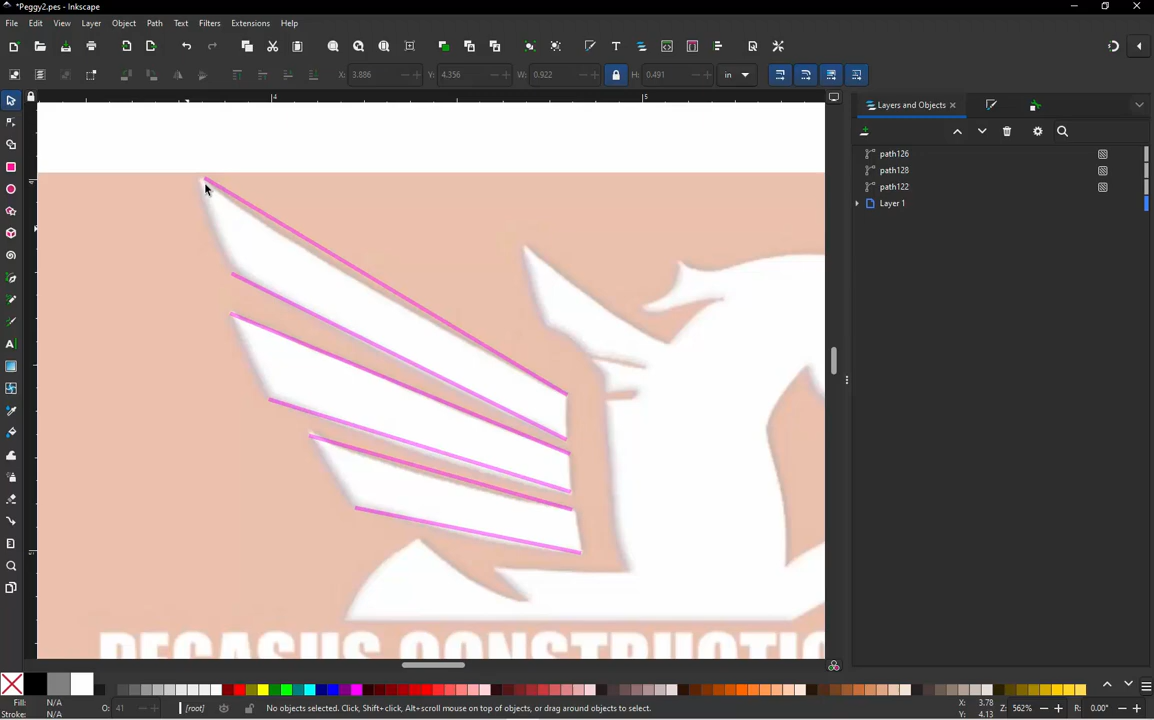 *Peggy2.pes - Inkscape
File Edit View Layer Object Path Text Filters Extensions Help
X: 3.886 Y: 4.356 W: 0.922 H: 0.491 in
4 5
Layers and Objects
path126
path128
path122
Layer 1
PEGASUS CONSTRUCTIO
Fill: N/A
Stroke: N/A
O: 41
[root]
No objects selected. Click, Shift+click, Alt+scroll mouse on top of objects, or drag around objects to select.
X: 3.78
Y: 4.13
Z: 562%
R: 0.00°